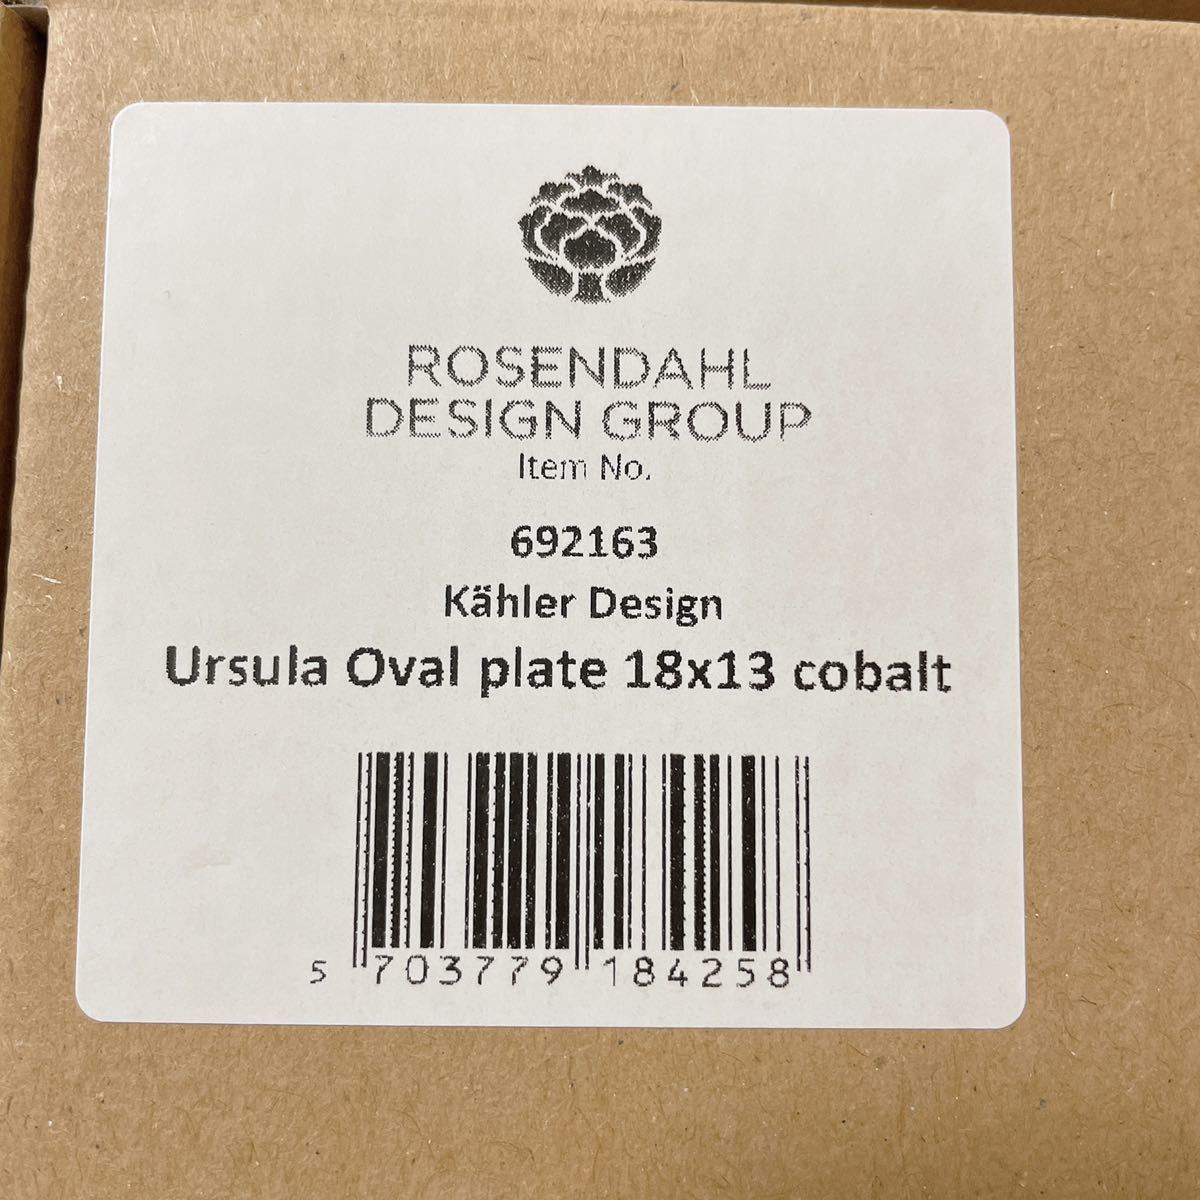 ROSENDAHL
DESIGN GROUP
Item No.
692163
Kähler Design
Ursula Oval plate 18x13 cobalt
5 703779 184258